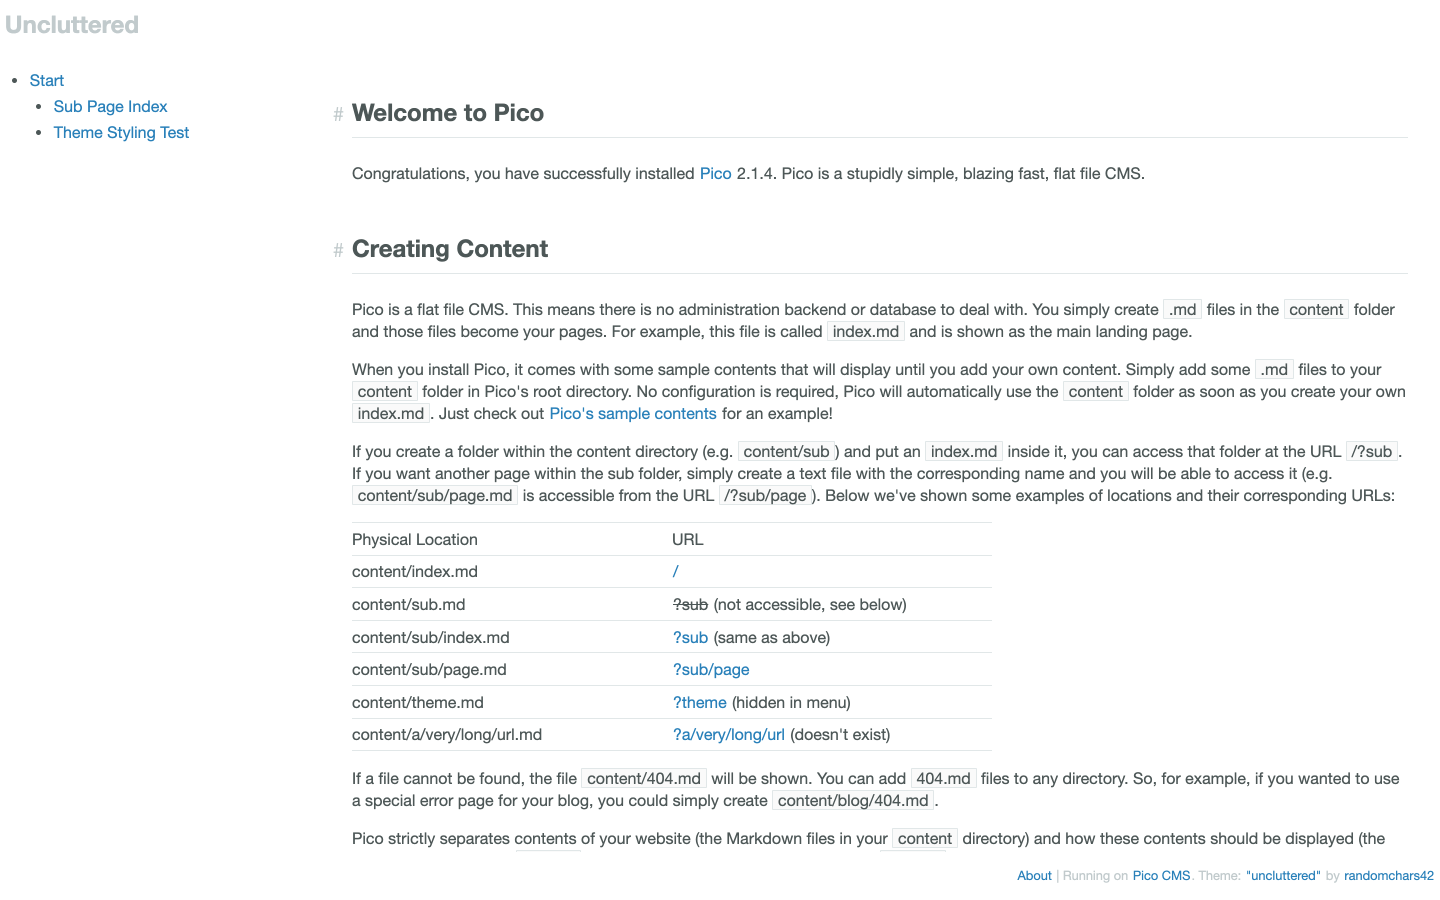 Uncluttered
Start
Sub Page Index
Theme Styling Test
# Welcome to Pico
Congratulations, you have successfully installed Pico 2.1.4. Pico is a stupidly simple, blazing fast, flat file CMS.
# Creating Content
Pico is a flat file CMS. This means there is no administration backend or database to deal with. You simply create .md files in the content folder
and those files become your pages. For example, this file is called index.md and is shown as the main landing page.
When you install Pico, it comes with some sample contents that will display until you add your own content. Simply add some .md files to your
content folder in Pico's root directory. No configuration is required, Pico will automatically use the content folder as soon as you create your own
index.md. Just check out Pico's sample contents for an example!
If you create a folder within the content directory (e.g. content/sub) and put an index.md inside it, you can access that folder at the URL /?sub.
If you want another page within the sub folder, simply create a text file with the corresponding name and you will be able to access it (e.g.
content/sub/page.md is accessible from the URL /?sub/page). Below we've shown some examples of locations and their corresponding URLs:
Physical Location URL
content/index.md /
content/sub.md ?sub (not accessible, see below)
content/sub/index.md ?sub (same as above)
content/sub/page.md ?sub/page
content/theme.md ?theme (hidden in menu)
content/a/very/long/url.md ?a/very/long/url (doesn't exist)
If a file cannot be found, the file content/404.md will be shown. You can add 404.md files to any directory. So, for example, if you wanted to use
a special error page for your blog, you could simply create content/blog/404.md.
Pico strictly separates contents of your website (the Markdown files in your content directory) and how these contents should be displayed (the
About | Running on Pico CMS. Theme: "uncluttered" by randomchars42